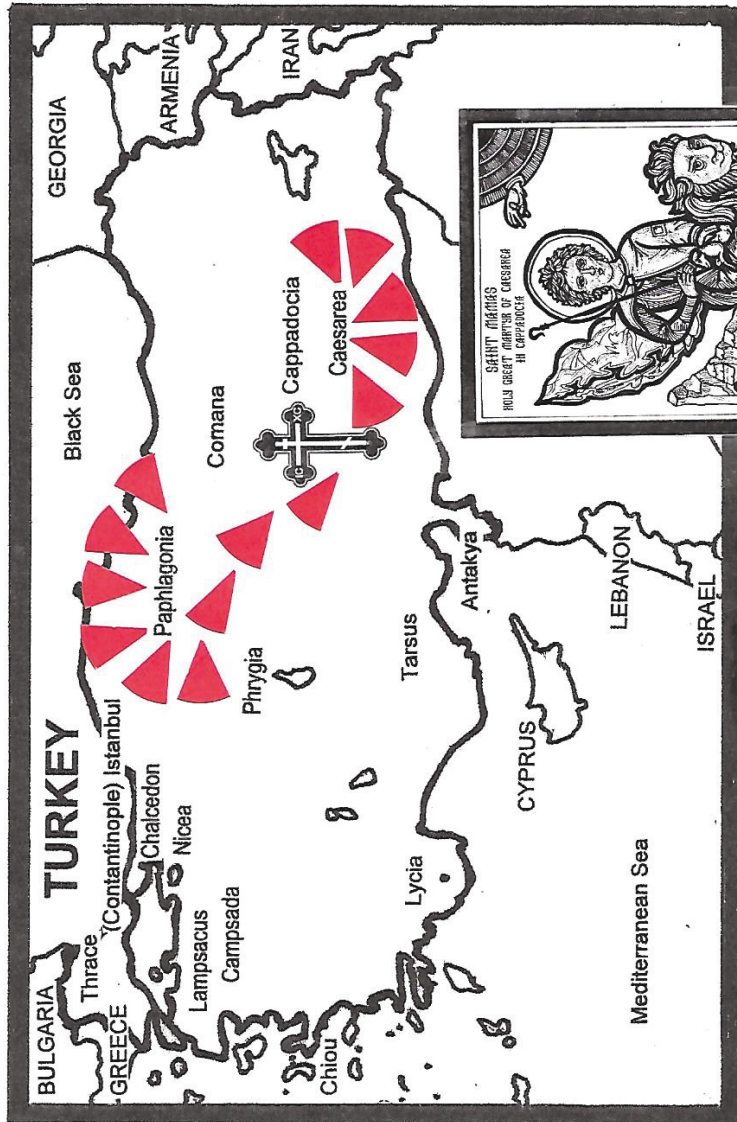 TURKEY
BULGARIA
Thrace
GREECE
(Contantinople) Istanbul
Chalcedon
Nicea
Lampsacus
Campsada
Chiou
Lycia
Black Sea
Paphlagonia
Phrygia
Comana
Cappadocia
Caesarea
IC
XC
Tarsus
Antakya
CYPRUS
LEBANON
ISRAEL
Mediterranean Sea
GEORGIA
ARMENIA
IRAN
SAINT MAMAS
HOLY GREAT MARTYR OF CAESAREA
IN CAPPADOCIA